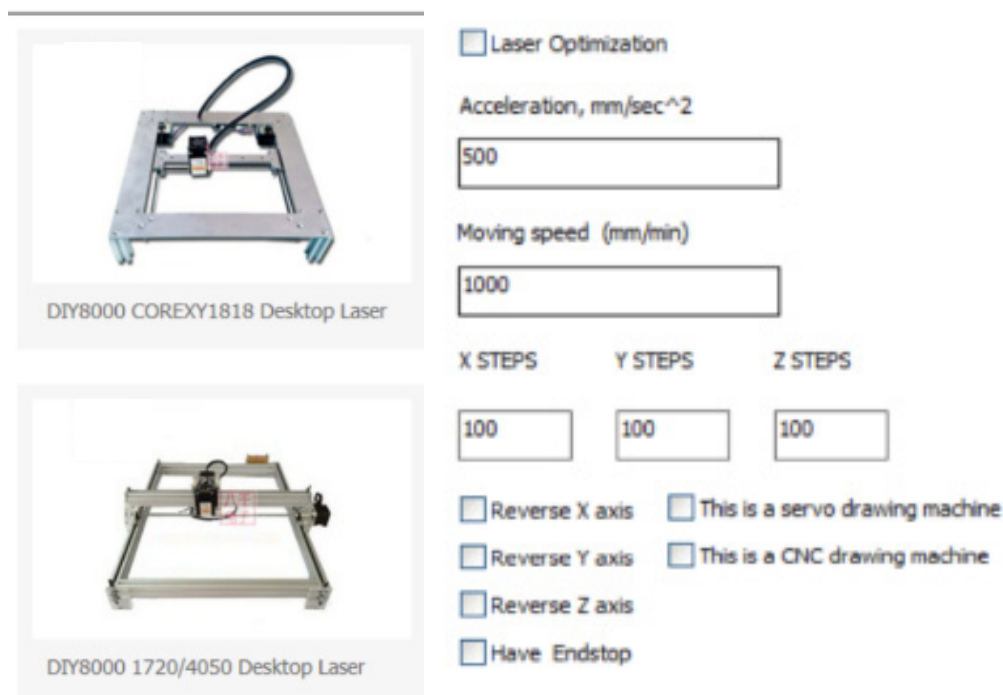 DIY8000 COREXY1818 Desktop Laser
DIY8000 1720/4050 Desktop Laser
Laser Optimization
Acceleration, mm/sec^2
500
Moving speed (mm/min)
1000
X STEPS Y STEPS Z STEPS
100 100 100
Reverse X axis This is a servo drawing machine
Reverse Y axis This is a CNC drawing machine
Reverse Z axis
Have Endstop